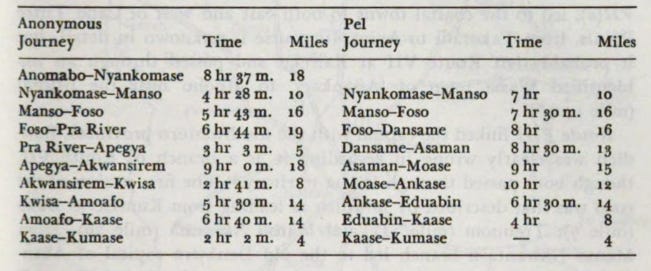 Anonymous Pel
Journey Time Miles Journey Time Miles
Anomabo–Nyankomase 8 hr 37 m. 18
Nyankomase–Manso 4 hr 28 m. 10 Nyankomase–Manso 7 hr 10
Manso–Foso 5 hr 43 m. 16 Manso–Foso 7 hr 30 m. 16
Foso–Pra River 6 hr 44 m. 19 Foso–Dansame 8 hr 16
Pra River–Apegya 3 hr 3 m. 5 Dansame–Asaman 8 hr 30 m. 13
Apegya–Akwansirem 9 hr 0 m. 18 Asaman–Moase 9 hr 15
Akwansirem–Kwisa 2 hr 41 m. 8 Moase–Ankase 10 hr 12
Kwisa–Amoafo 5 hr 30 m. 14 Ankase–Eduabin 6 hr 30 m. 14
Amoafo–Kaase 6 hr 40 m. 14 Eduabin–Kaase 4 hr 8
Kaase–Kumase 2 hr 2 m. 4 Kaase–Kumase 4